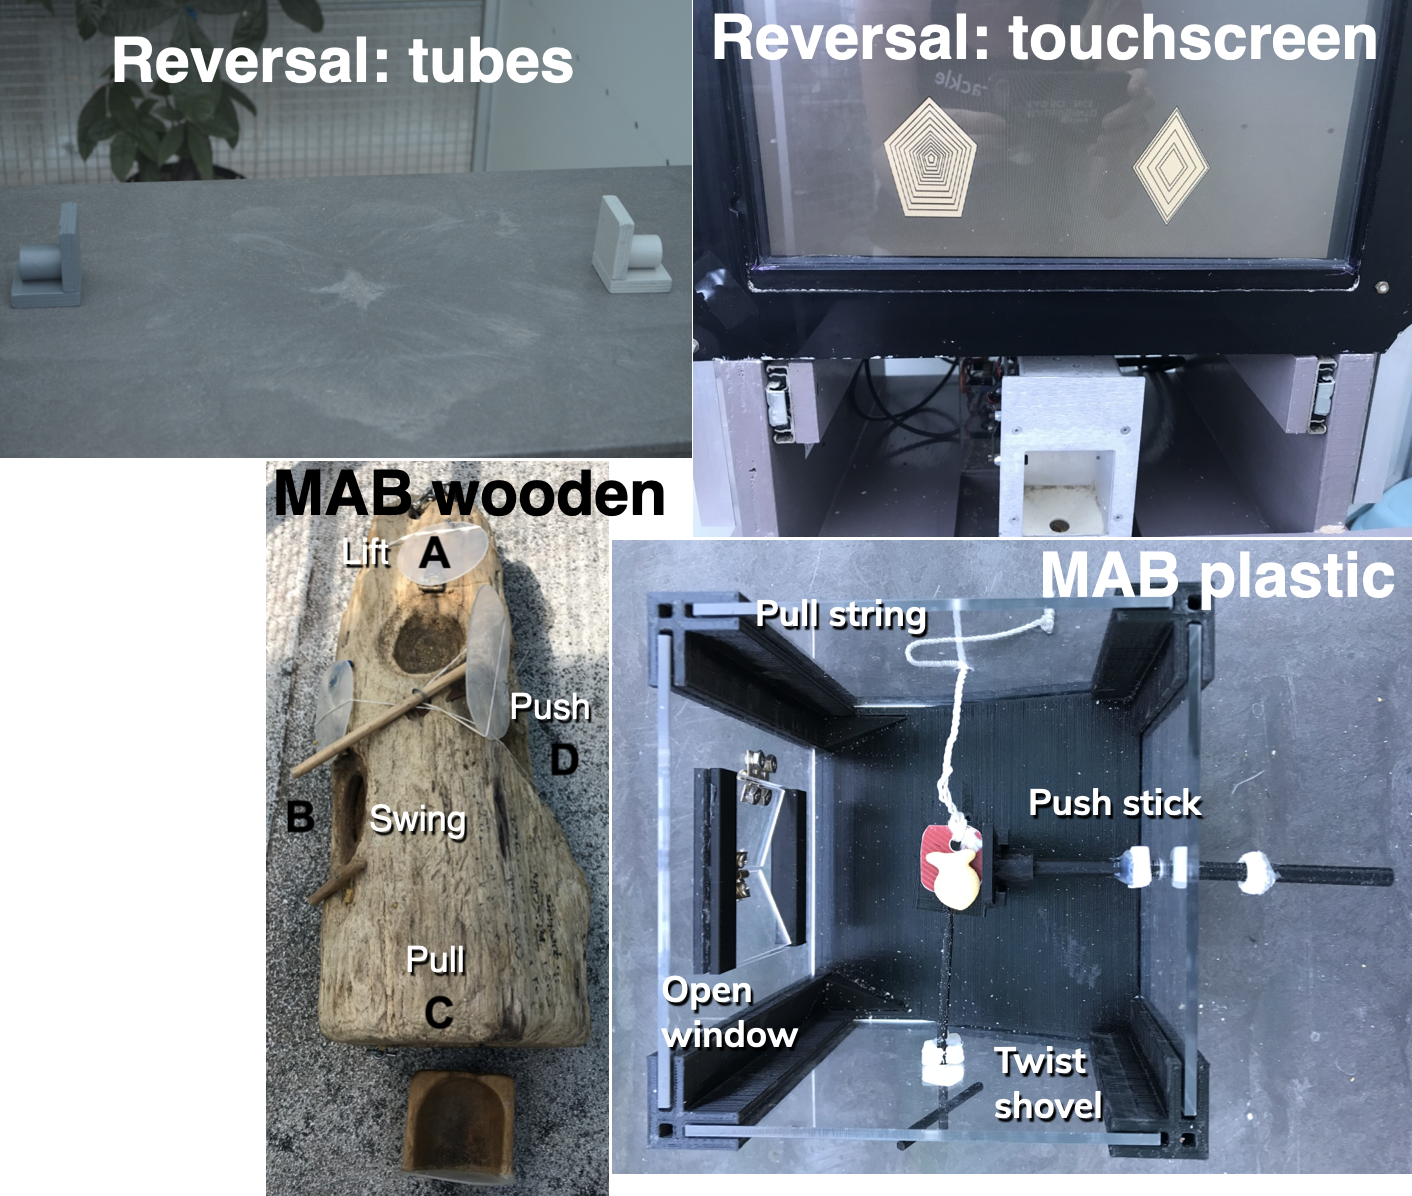 Reversal: tubes
Reversal: touchscreen
MAB wooden
Lift
A
Push
D
B
Swing
Pull
C
MAB plastic
Pull string
Push stick
Open
window
Twist
shovel